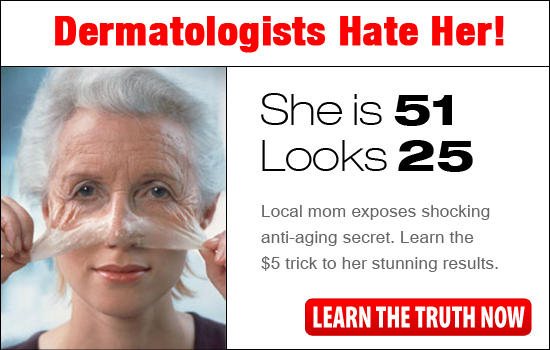 Dermatologists Hate Her!
She is 51
Looks 25
Local mom exposes shocking
anti-aging secret. Learn the
$5 trick to her stunning results.
LEARN THE TRUTH NOW